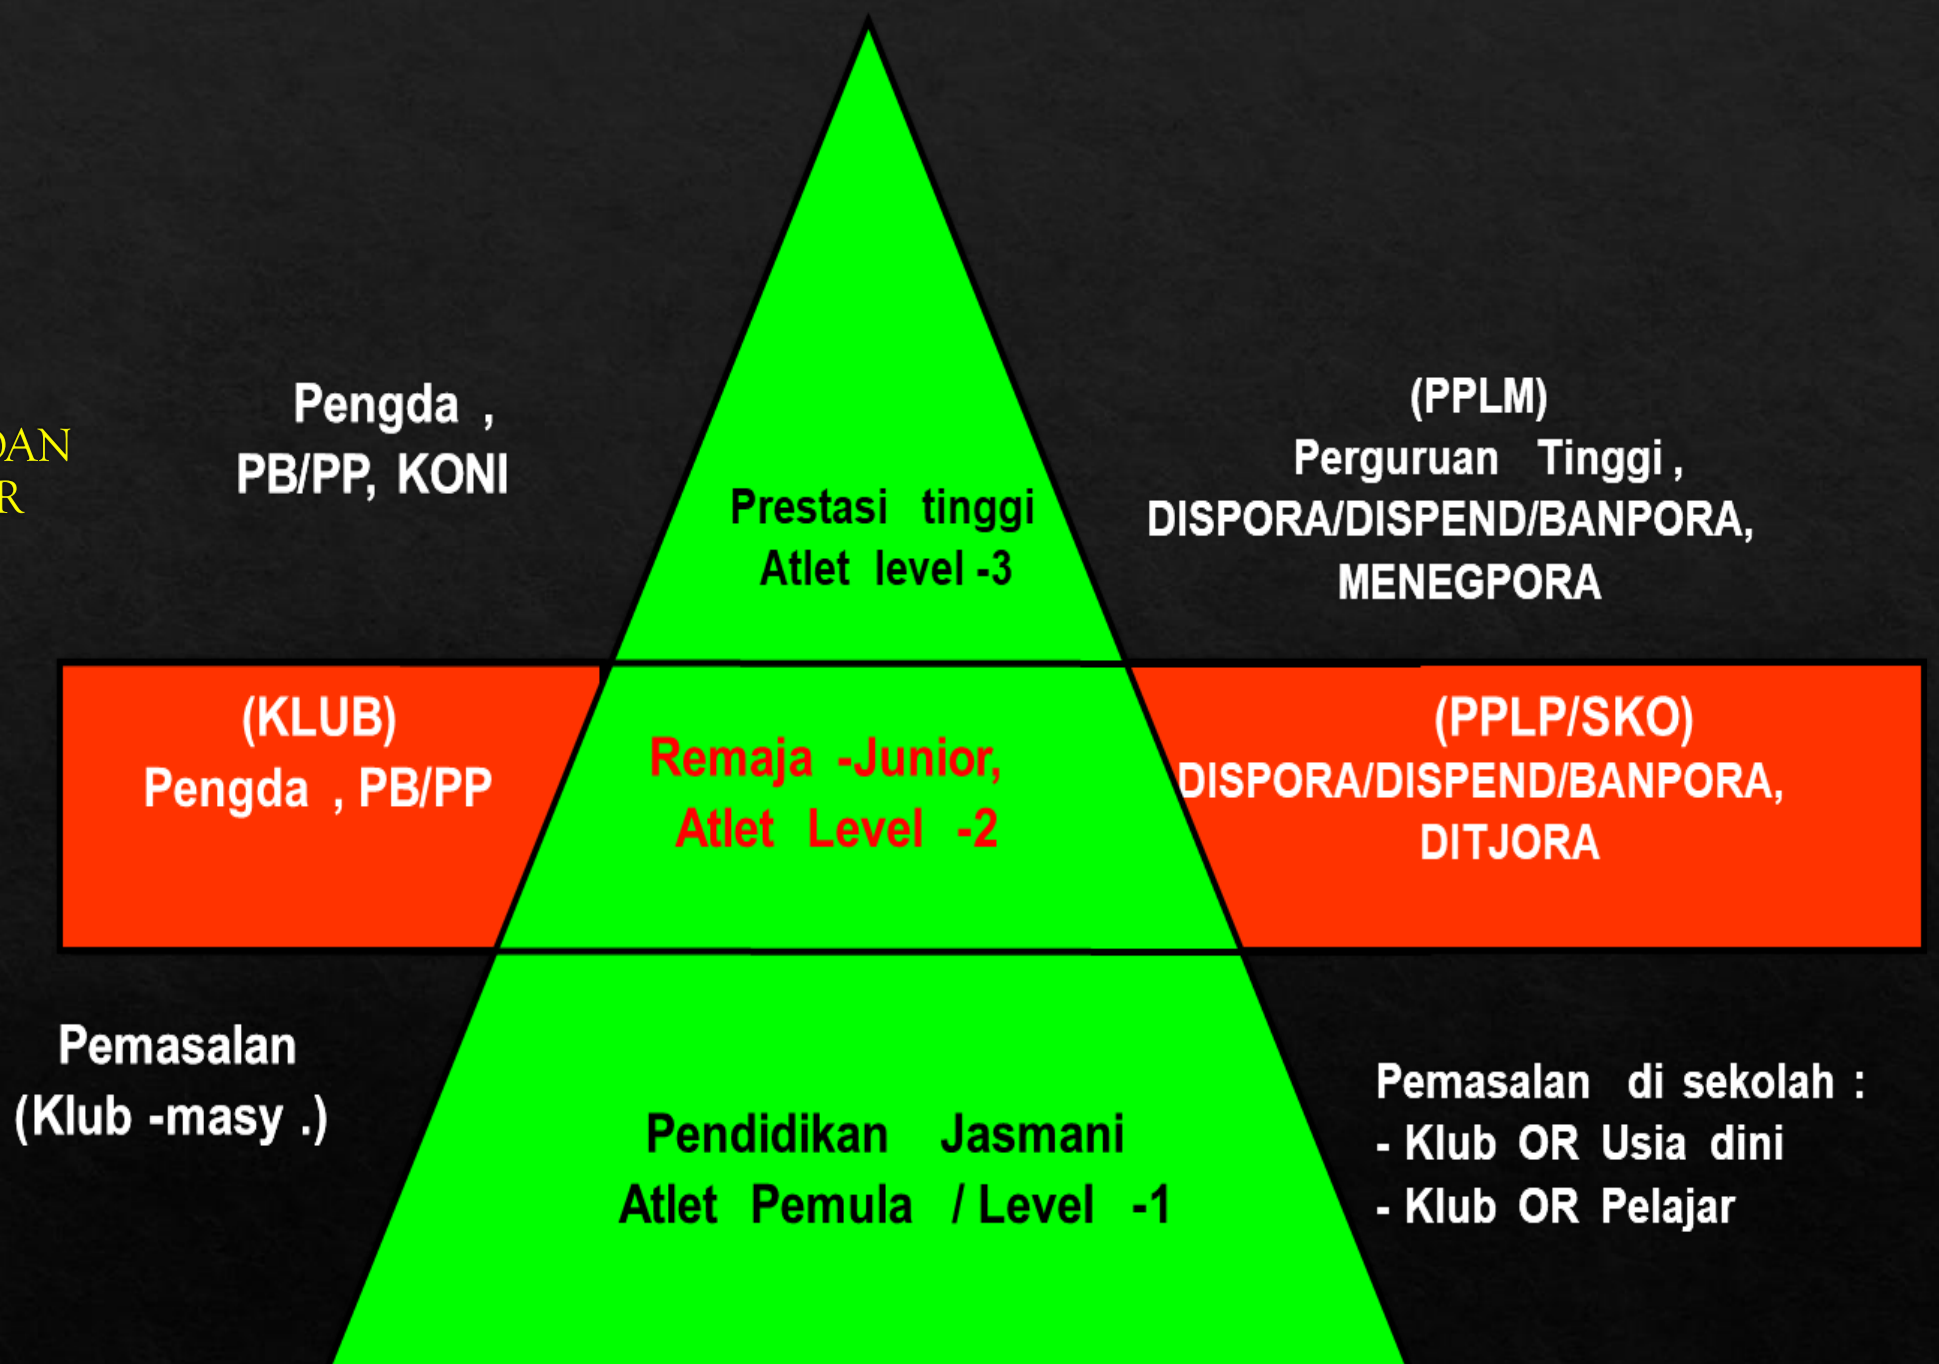 Pengda ,
PB/PP, KONI
Prestasi tinggi
Atlet level -3
(PPLM)
Perguruan Tinggi ,
DISPORA/DISPEND/BANPORA,
MENEGPORA
(KLUB)
Pengda , PB/PP
Remaja -Junior,
Atlet Level -2
(PPLP/SKO)
DISPORA/DISPEND/BANPORA,
DITJORA
Pemasalan
(Klub -masy .)
Pendidikan Jasmani
Atlet Pemula / Level -1
Pemasalan di sekolah :
- Klub OR Usia dini
- Klub OR Pelajar